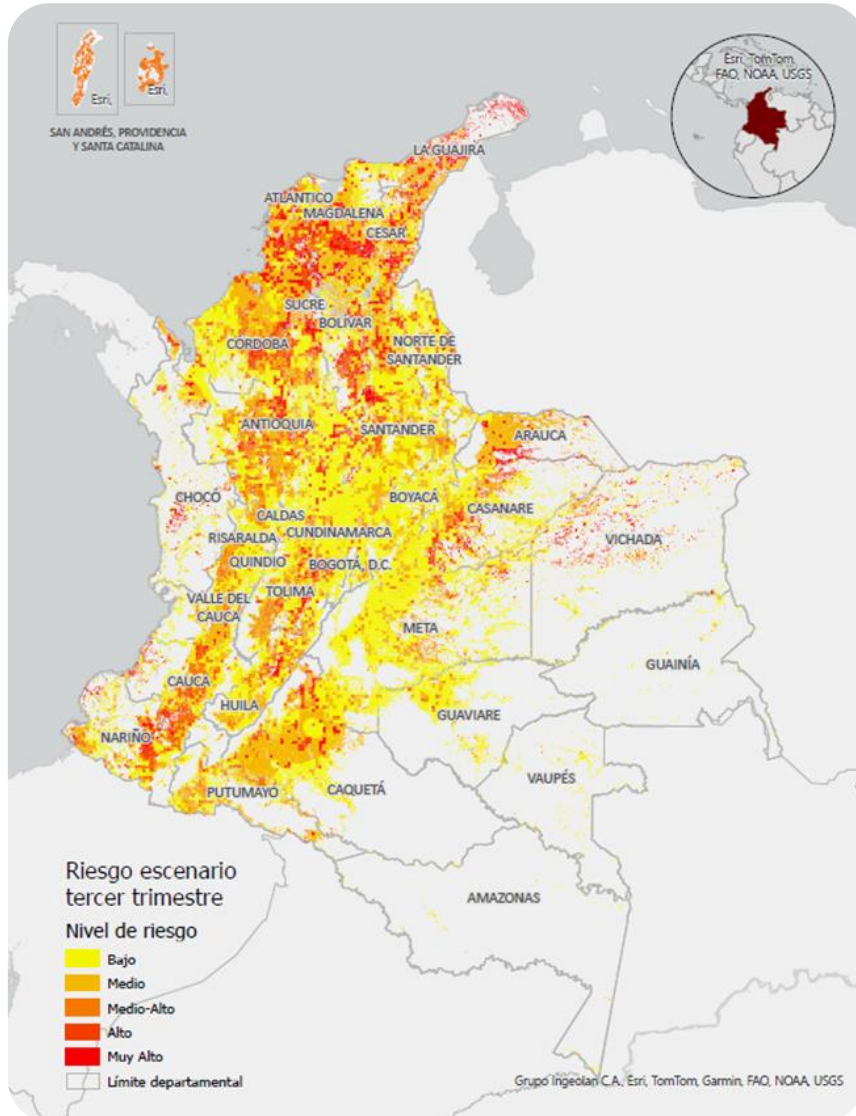 Esri,
Esri,
SAN ANDRÉS, PROVIDENCIA
Y SANTA CATALINA
Esri, TomTom,
FAO, NOAA, USGS
LA GUAJIRA
ATLANTICO
MAGDALENA
CESAR
SUCRE
BOLÍVAR
CÓRDOBA
NORTE DE
SANTANDER
ANTIOQUIA
SANTANDER
ARAUCA
CHOCÓ
BOYACÁ
CASANARE
CALDAS
CUNDINAMARCA
RISARALDA
VICHADA
QUINDIO
BOGOTÁ, D.C.
VALLE DEL
CAUCA
TOLIMA
META
GUAINÍA
CAUCA
HUILA
GUAVIARE
NARIÑO
VAUPÉS
PUTUMAYO
CAQUETÁ
AMAZONAS
Riesgo escenario
tercer trimestre
Nivel de riesgo
Bajo
Medio
Medio-Alto
Alto
Muy Alto
Límite departamental
Grupo Ingeolan C.A., Esri, TomTom, Garmin, FAO, NOAA, USGS